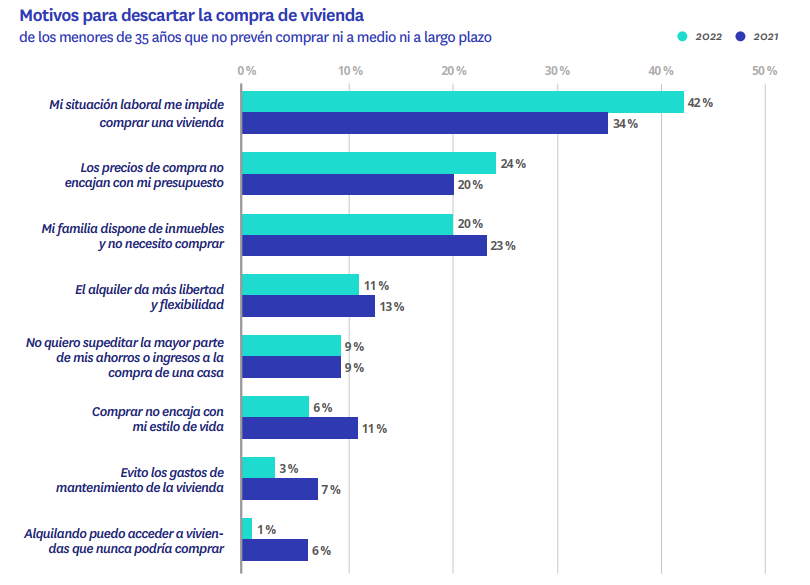 Motivos para descartar la compra de vivienda
de los menores de 35 años que no prevén comprar ni a medio ni a largo plazo
2022 2021
0 % 10 % 20 % 30 % 40 % 50 %
Mi situación laboral me impide
comprar una vivienda
42 %
34 %
Los precios de compra no
encajan con mi presupuesto
24 %
20 %
Mi familia dispone de inmuebles
y no necesito comprar
20 %
23 %
El alquiler da más libertad
y flexibilidad
11 %
13 %
No quiero supeditar la mayor parte
de mis ahorros o ingresos a la
compra de una casa
9 %
9 %
Comprar no encaja con
mi estilo de vida
6 %
11 %
Evito los gastos de
mantenimiento de la vivienda
3 %
7 %
Alquilando puedo acceder a vivien-
das que nunca podría comprar
1 %
6 %